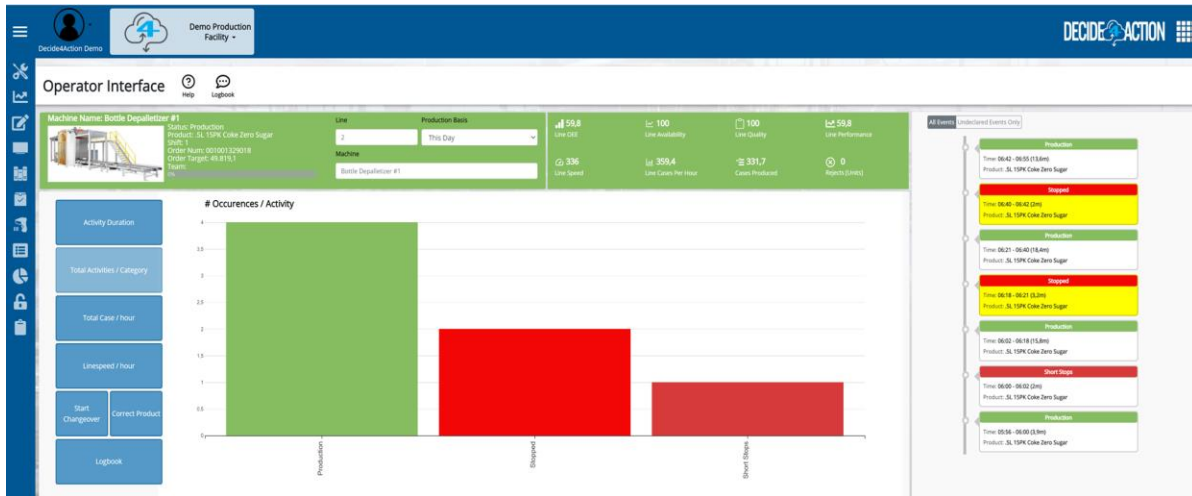 Decide4Action Demo
4
Demo Production
Facility
DECIDE4ACTION
Operator Interface
Help
Logbook
Machine Name: Bottle Depalletizer #1
Status: Production
Product: .5L 15PK Coke Zero Sugar
Shift: 1
Order Num: 001001329018
Order Target: 49.819,1
Team:
Line
2
Production Basis
This Day
Machine
Bottle Depalletizer #1
59,8
Line OEE
100
Line Availability
100
Line Quality
59,8
Line Performance
336
Line Speed
359,4
Line Cases Per Hour
331,7
Cases Produced
0
Rejects (Units)
All Events
Undeclared Events Only
Activity Duration
Total Activities / Category
Total Case / hour
Linespeed / hour
Start
Changeover
Correct Product
Logbook
# Occurences / Activity
4
3.5
3
2.5
2
1.5
1
0.5
0
Production
Stopped
Short Stops
Production
Time: 06:42 - 06:55 (13,6m)
Product: .5L 15PK Coke Zero Sugar
Stopped
Time: 06:40 - 06:42 (2m)
Product: .5L 15PK Coke Zero Sugar
Production
Time: 06:21 - 06:40 (18,4m)
Product: .5L 15PK Coke Zero Sugar
Stopped
Time: 06:18 - 06:21 (3,2m)
Product: .5L 15PK Coke Zero Sugar
Production
Time: 06:02 - 06:18 (15,8m)
Product: .5L 15PK Coke Zero Sugar
Short Stops
Time: 06:00 - 06:02 (2m)
Product: .5L 15PK Coke Zero Sugar
Production
Time: 05:56 - 06:00 (3,9m)
Product: .5L 15PK Coke Zero Sugar